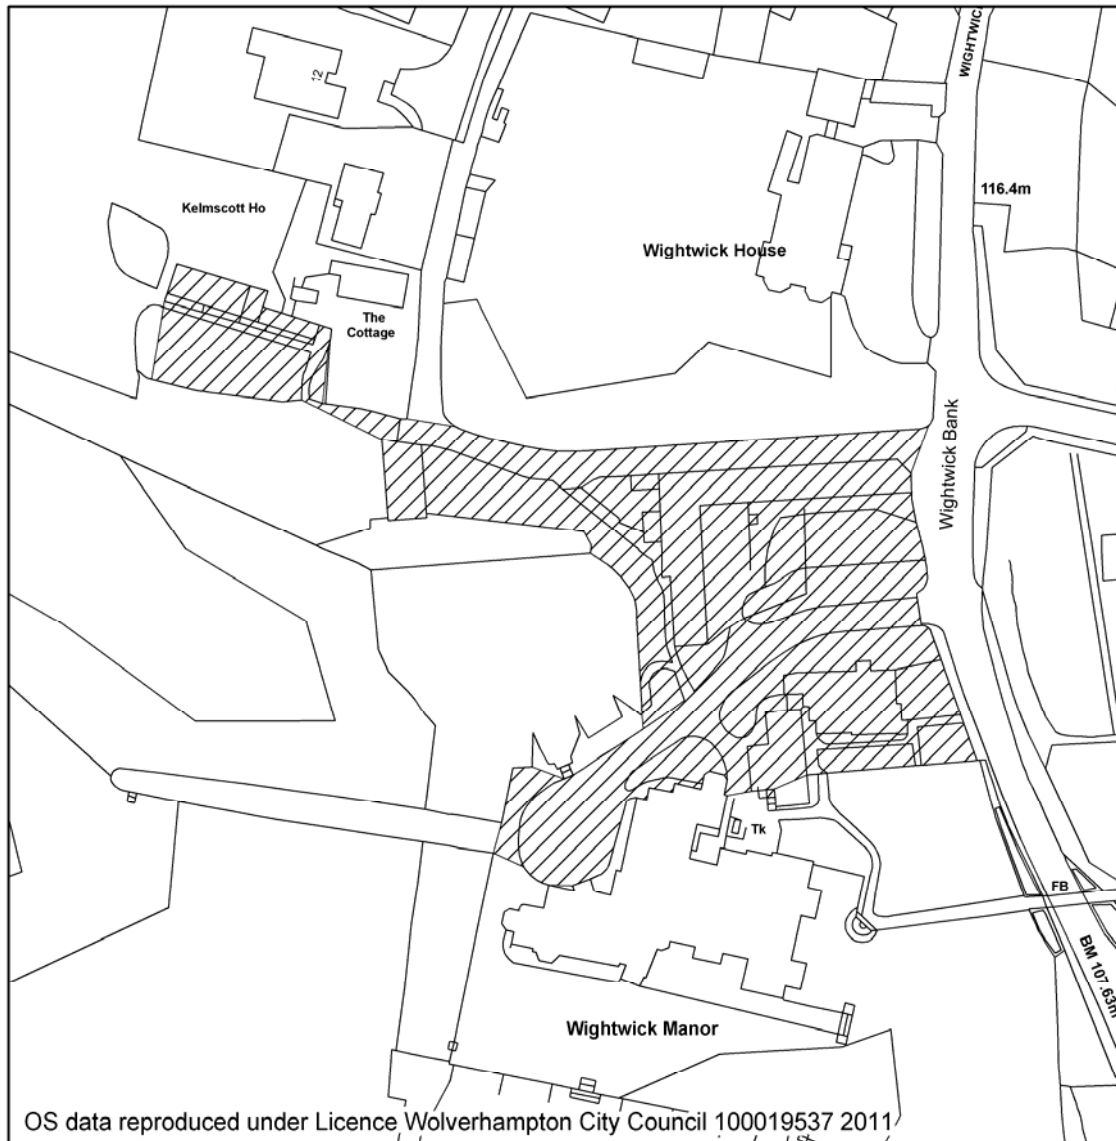 WIGHTWICK
12
116.4m
Kelmscott Ho
Wightwick House
The
Cottage
Wightwick Bank
Tk
FB
BM 107.63m
Wightwick Manor
OS data reproduced under Licence Wolverhampton City Council 100019537 2011